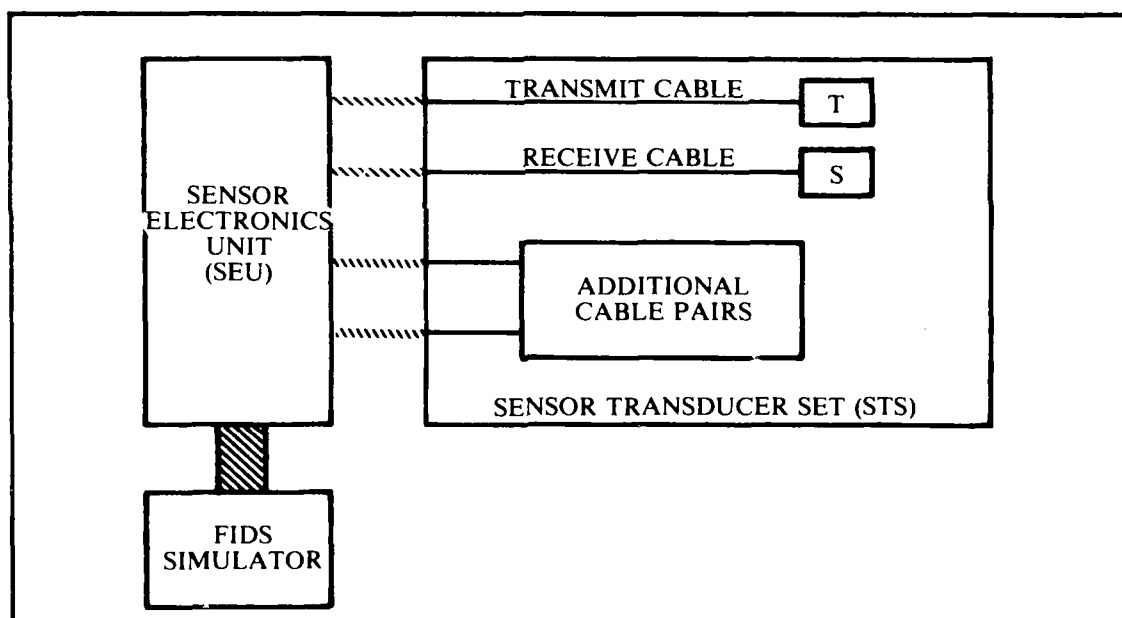 TRANSMIT CABLE
T
RECEIVE CABLE
S
SENSOR
ELECTRONICS
UNIT
(SEU)
ADDITIONAL
CABLE PAIRS
SENSOR TRANSDUCER SET (STS)
FIDS
SIMULATOR